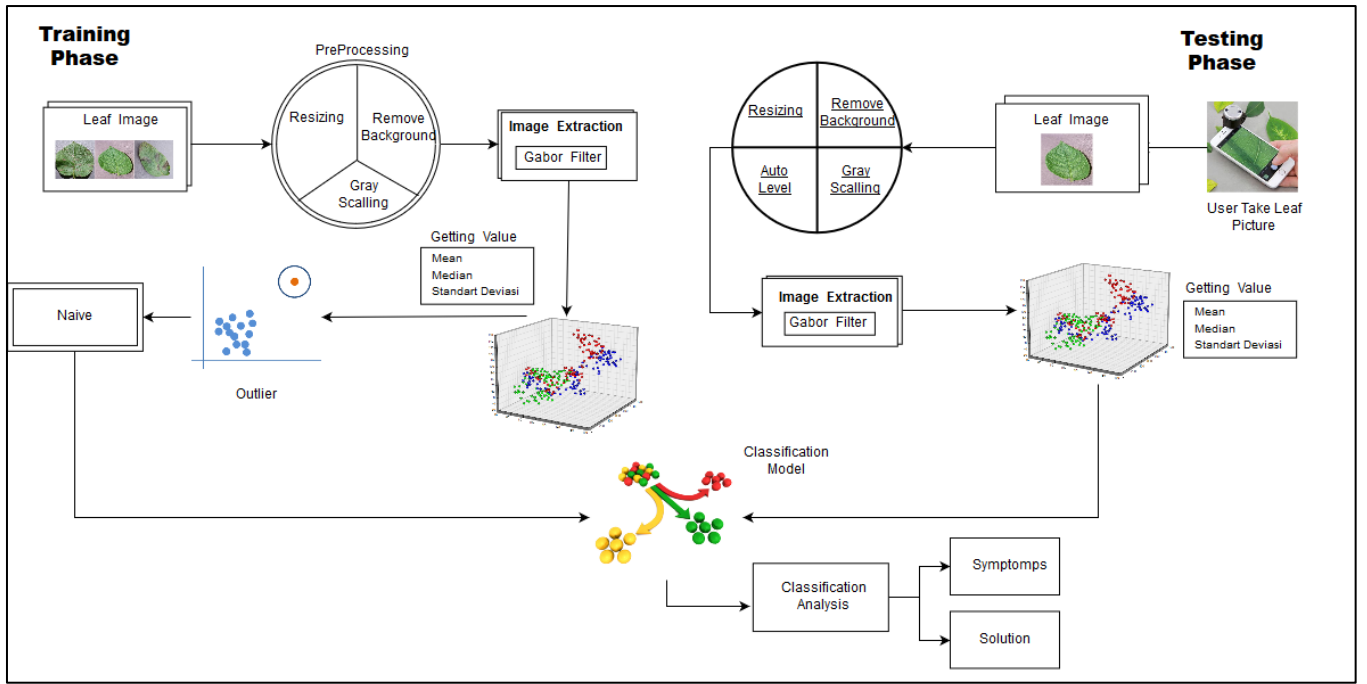 Training
Phase
PreProcessing
Leaf Image
Resizing
Remove
Background
Gray
Scalling
Image Extraction
Gabor Filter
Getting Value
Mean
Median
Standart Deviasi
Outlier
Naive
Testing
Phase
User Take Leaf
Picture
Leaf Image
Resizing
Remove
Background
Auto
Level
Gray
Scalling
Image Extraction
Gabor Filter
Getting Value
Mean
Median
Standart Deviasi
Classification
Model
Classification
Analysis
Symptomps
Solution